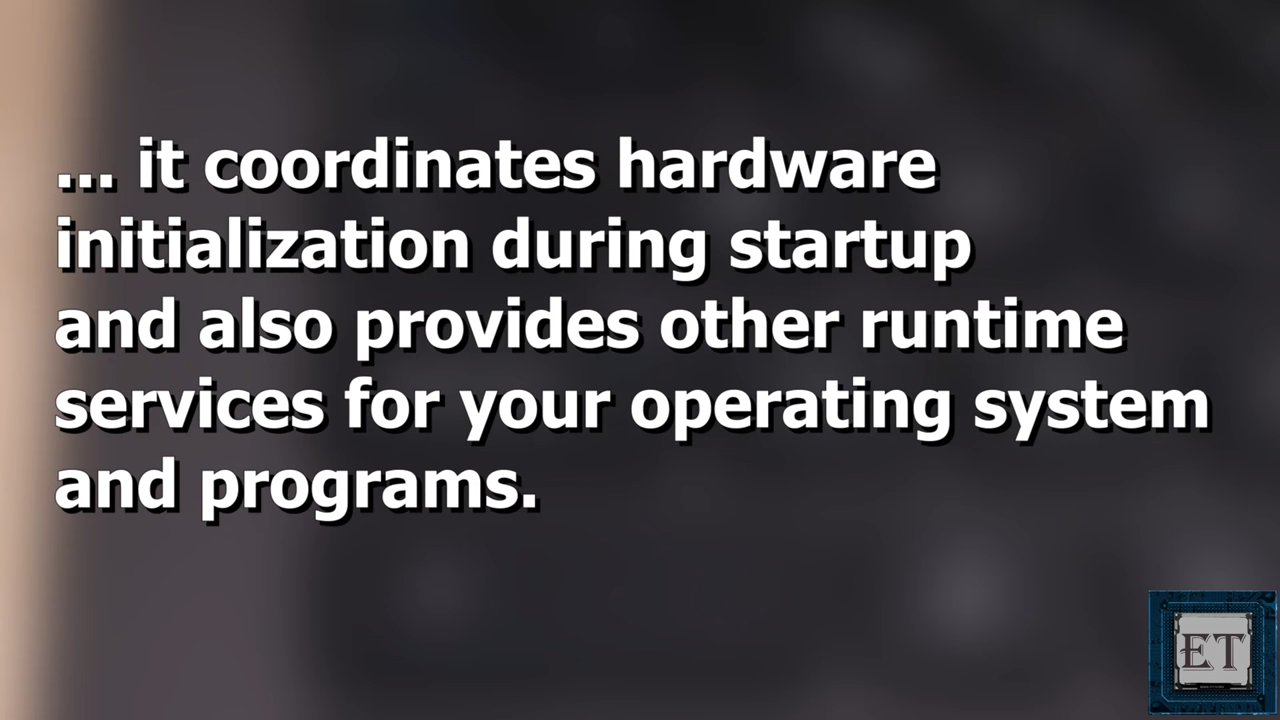 ... it coordinates hardware
initialization during startup
and also provides other runtime
services for your operating system
and programs.
ET